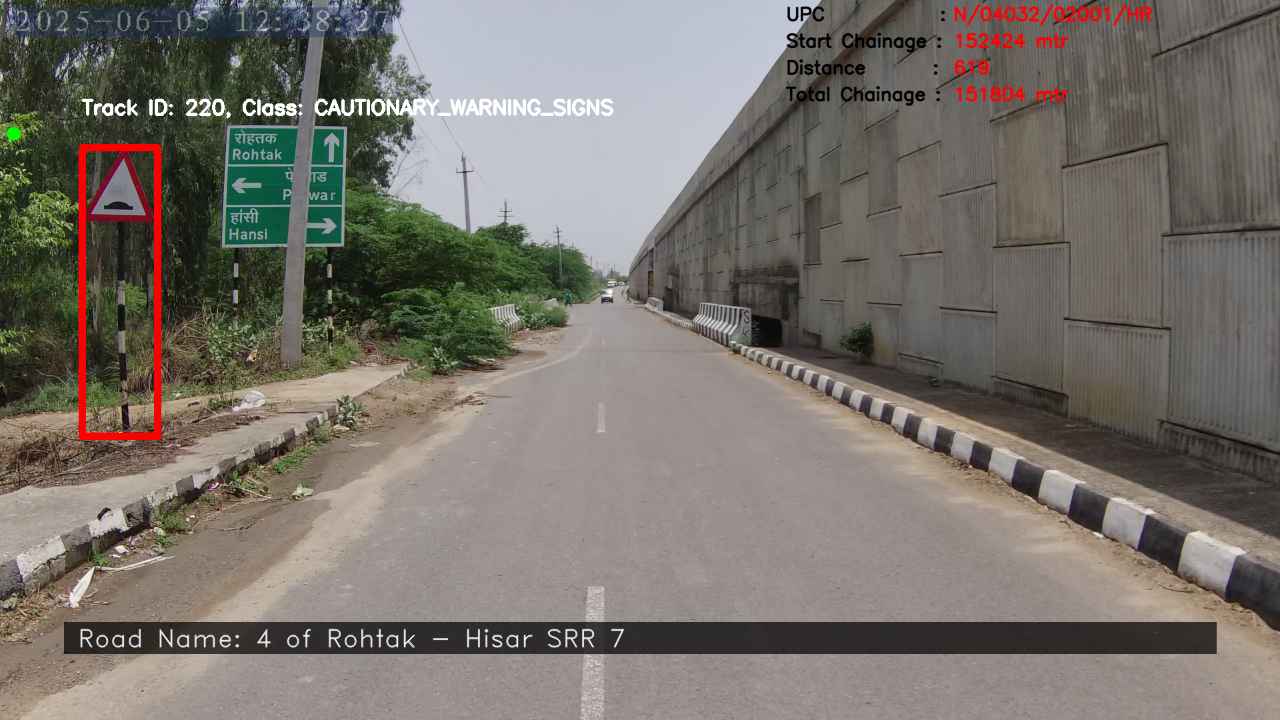 2025-06-05 12:38:27
UPC : N/04032/02001/HR
Start Chainage : 152424 mtr
Distance : 619
Total Chainage : 151804 mtr
Track ID: 220, Class: CAUTIONARY_WARNING_SIGNS
रोहतक
Rohtak
हांसी
Hansi
Road Name: 4 of Rohtak - Hisar SRR 7